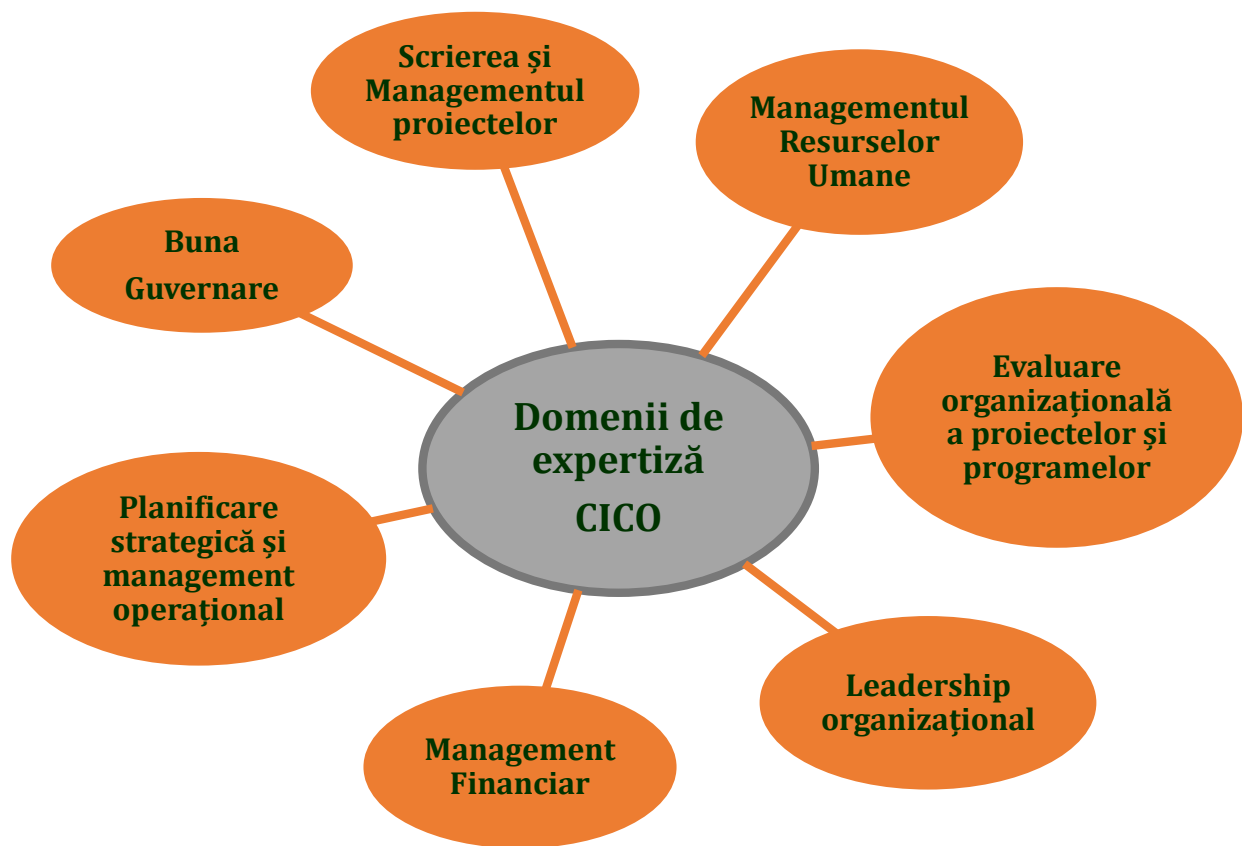 Scrierea și
Managementul
proiectelor
Managementul
Resurselor
Umane
Buna
Guvernare
Evaluare
organizațională
a proiectelor și
programelor
Domenii de
expertiză
CICO
Planificare
strategică și
management
operațional
Leadership
organizațional
Management
Financiar